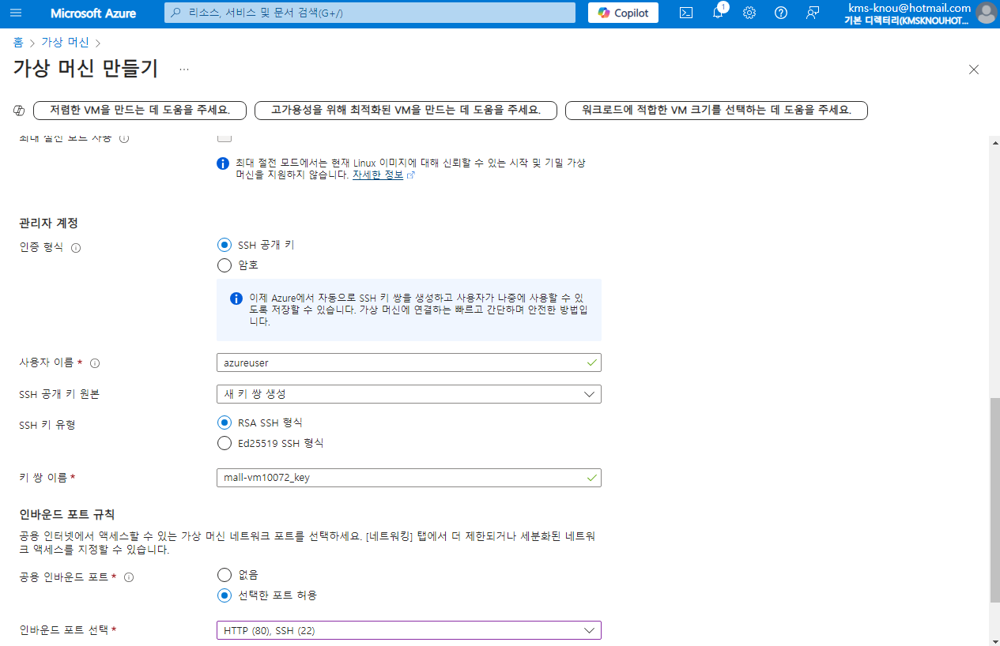 Microsoft Azure
리소스, 서비스 및 문서 검색(G+/)
Copilot
1
kms-knou@hotmail.com
기본 디렉터리(KMSKNOUHOT...
홈 > 가상 머신 >
가상 머신 만들기 ...
저렴한 VM을 만드는 데 도움을 주세요.
고가용성을 위해 최적화된 VM을 만드는 데 도움을 주세요.
워크로드에 적합한 VM 크기를 선택하는 데 도움을 주세요.
최대 절전 모드 사용
최대 절전 모드에서는 현재 Linux 이미지에 대해 신뢰할 수 있는 시작 및 기밀 가상
머신을 지원하지 않습니다. 자세한 정보
관리자 계정
인증 형식
SSH 공개 키
암호
이제 Azure에서 자동으로 SSH 키 쌍을 생성하고 사용자가 나중에 사용할 수 있
도록 저장할 수 있습니다. 가상 머신에 연결하는 빠르고 간단하며 안전한 방법입
니다.
사용자 이름 *
azureuser
SSH 공개 키 원본
새 키 쌍 생성
SSH 키 유형
RSA SSH 형식
Ed25519 SSH 형식
키 쌍 이름 *
mall-vm10072_key
인바운드 포트 규칙
공용 인터넷에서 액세스할 수 있는 가상 머신 네트워크 포트를 선택하세요. [네트워킹] 탭에서 더 제한되거나 세분화된 네트워
크 액세스를 지정할 수 있습니다.
공용 인바운드 포트 *
없음
선택한 포트 허용
인바운드 포트 선택 *
HTTP (80), SSH (22)